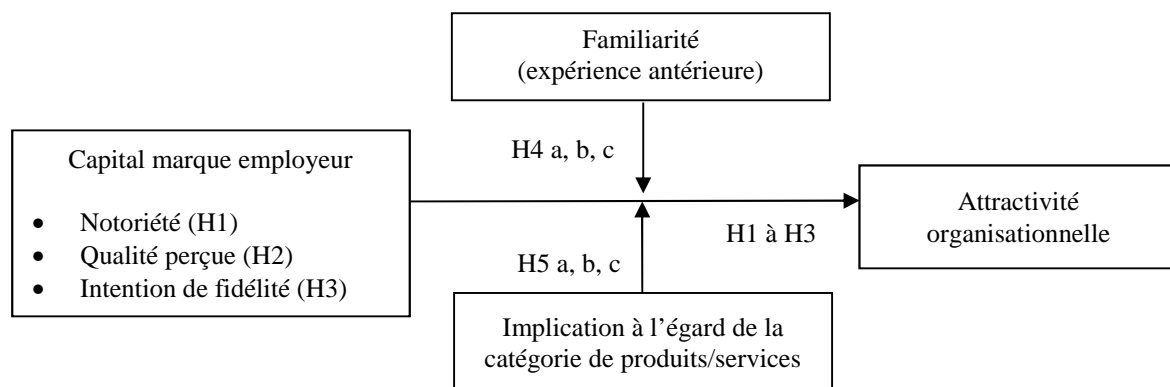 Familiarité
(expérience antérieure)
H4 a, b, c
Capital marque employeur
• Notoriété (H1)
• Qualité perçue (H2)
• Intention de fidélité (H3)
Attractivité
organisationnelle
H1 à H3
H5 a, b, c
Implication à l’égard de la
catégorie de produits/services